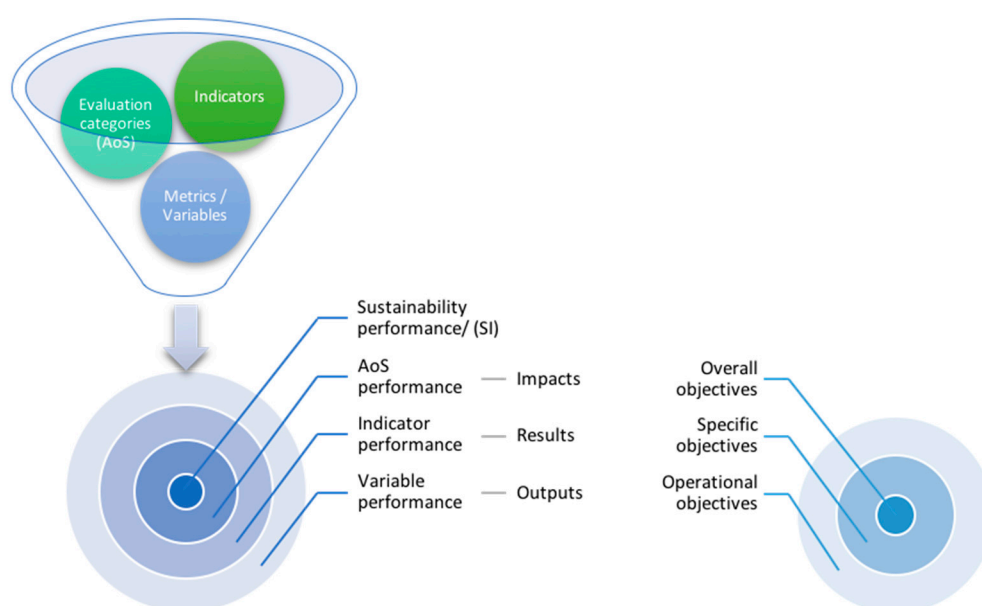 Evaluation
categories
(AoS)
Indicators
Metrics /
Variables
Sustainability
performance/ (SI)
AoS
performance
Impacts
Indicator
performance
Results
Variable
performance
Outputs
Overall
objectives
Specific
objectives
Operational
objectives